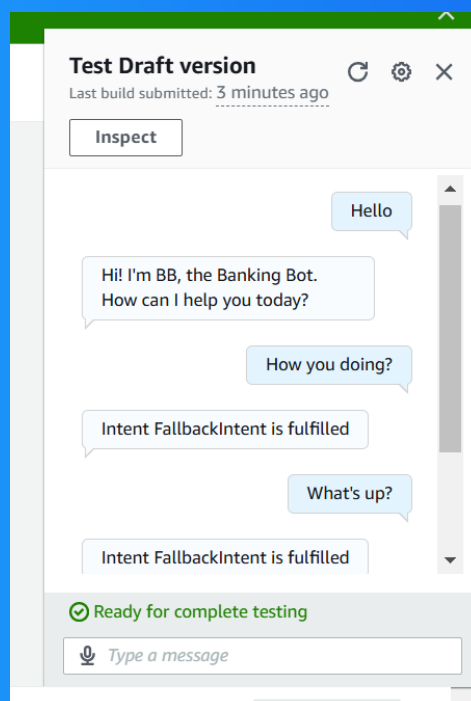 Test Draft version
Last build submitted: 3 minutes ago
Inspect
Hello
Hi! I'm BB, the Banking Bot.
How can I help you today?
How you doing?
Intent FallbackIntent is fulfilled
What's up?
Intent FallbackIntent is fulfilled
Ready for complete testing
Type a message